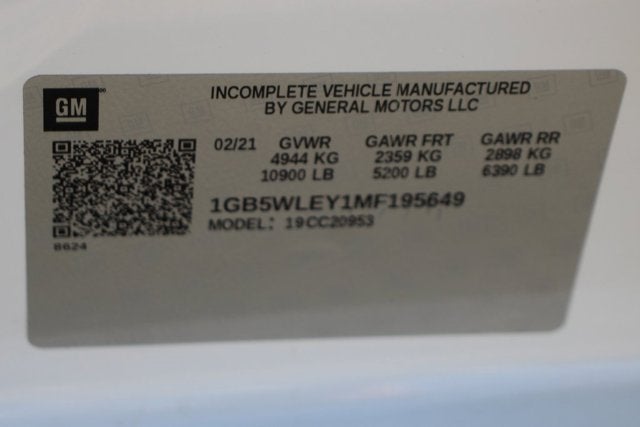 GM
INCOMPLETE VEHICLE MANUFACTURED
BY GENERAL MOTORS LLC
02/21 GVWR GAWR FRT GAWR RR
4944 KG 2359 KG 2898 KG
10900 LB 5200 LB 6390 LB
1GB5WLEY1MF195649
MODEL: 19CC20953
B624